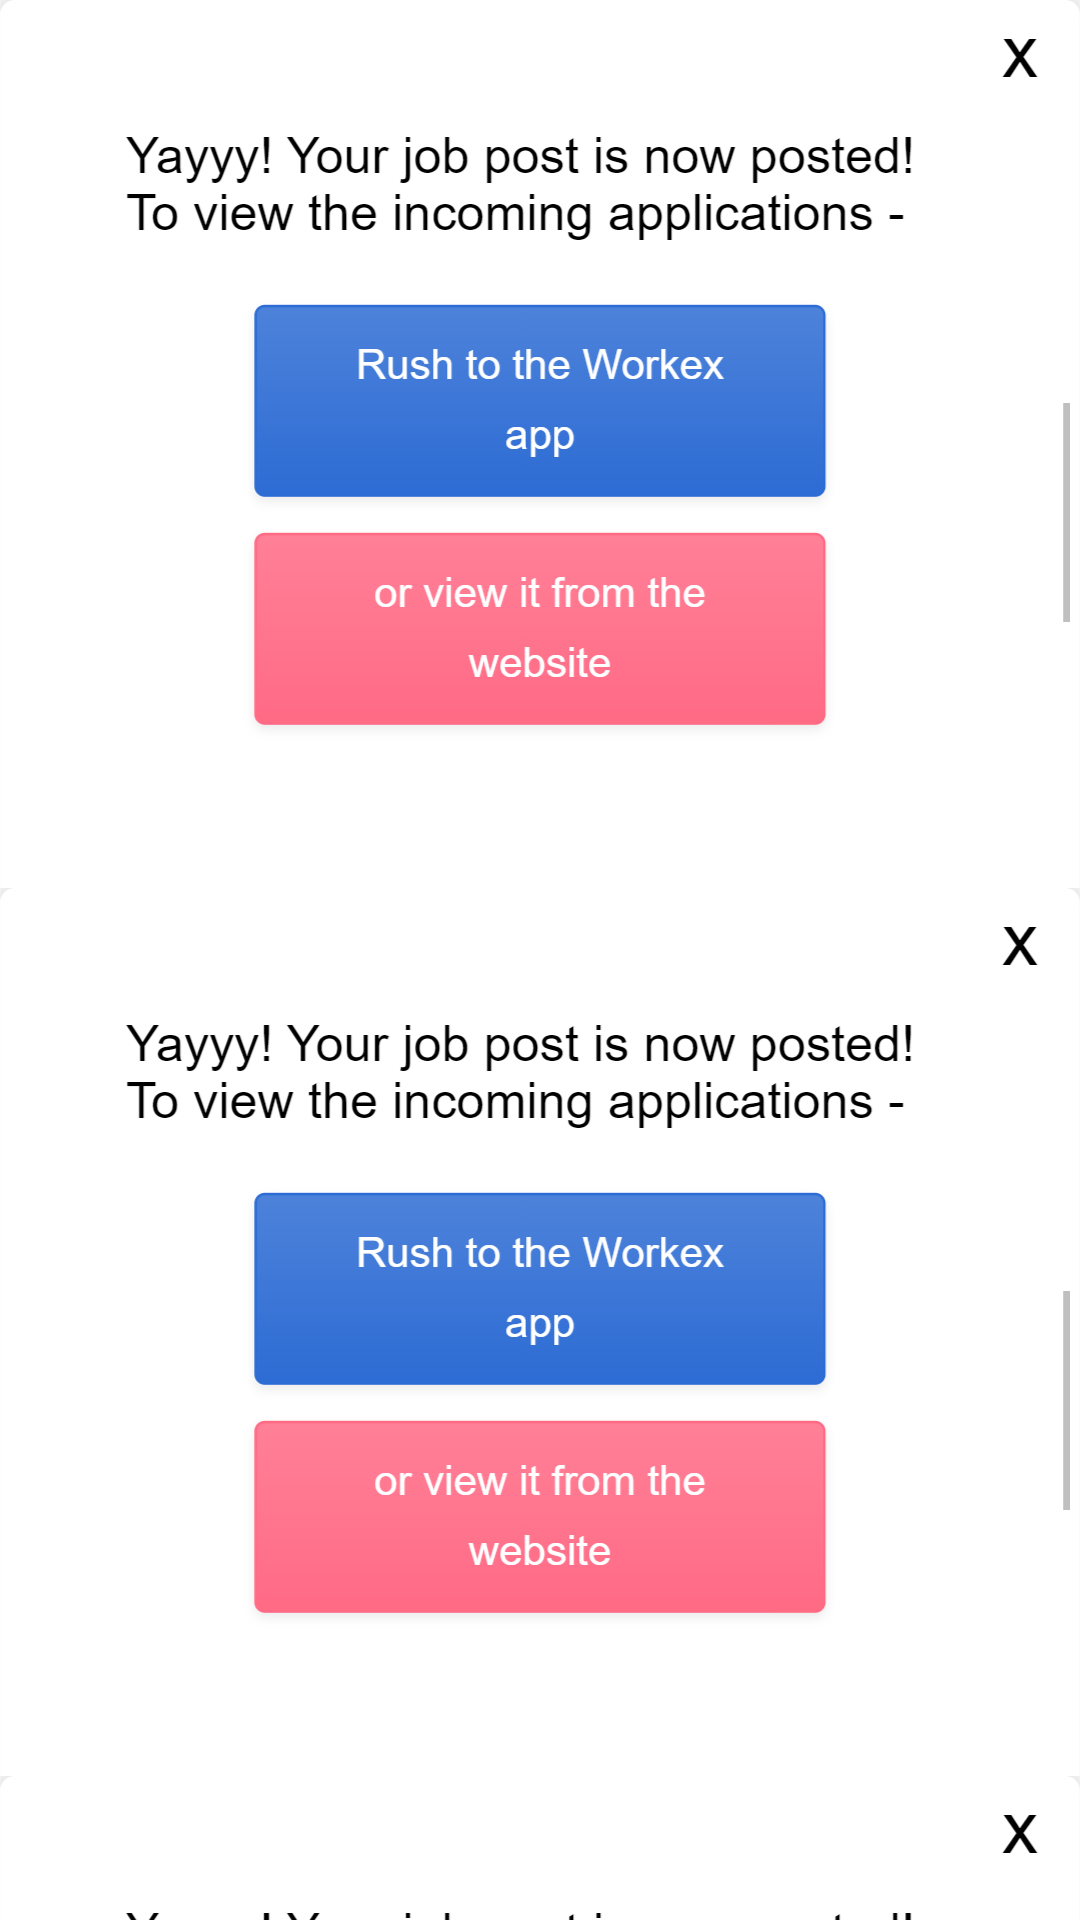 X
Yayyy! Your job post is now posted!
To view the incoming applications -
Rush to the Workex
app
or view it from the
website
X
Yayyy! Your job post is now posted!
To view the incoming applications -
Rush to the Workex
app
or view it from the
website
X